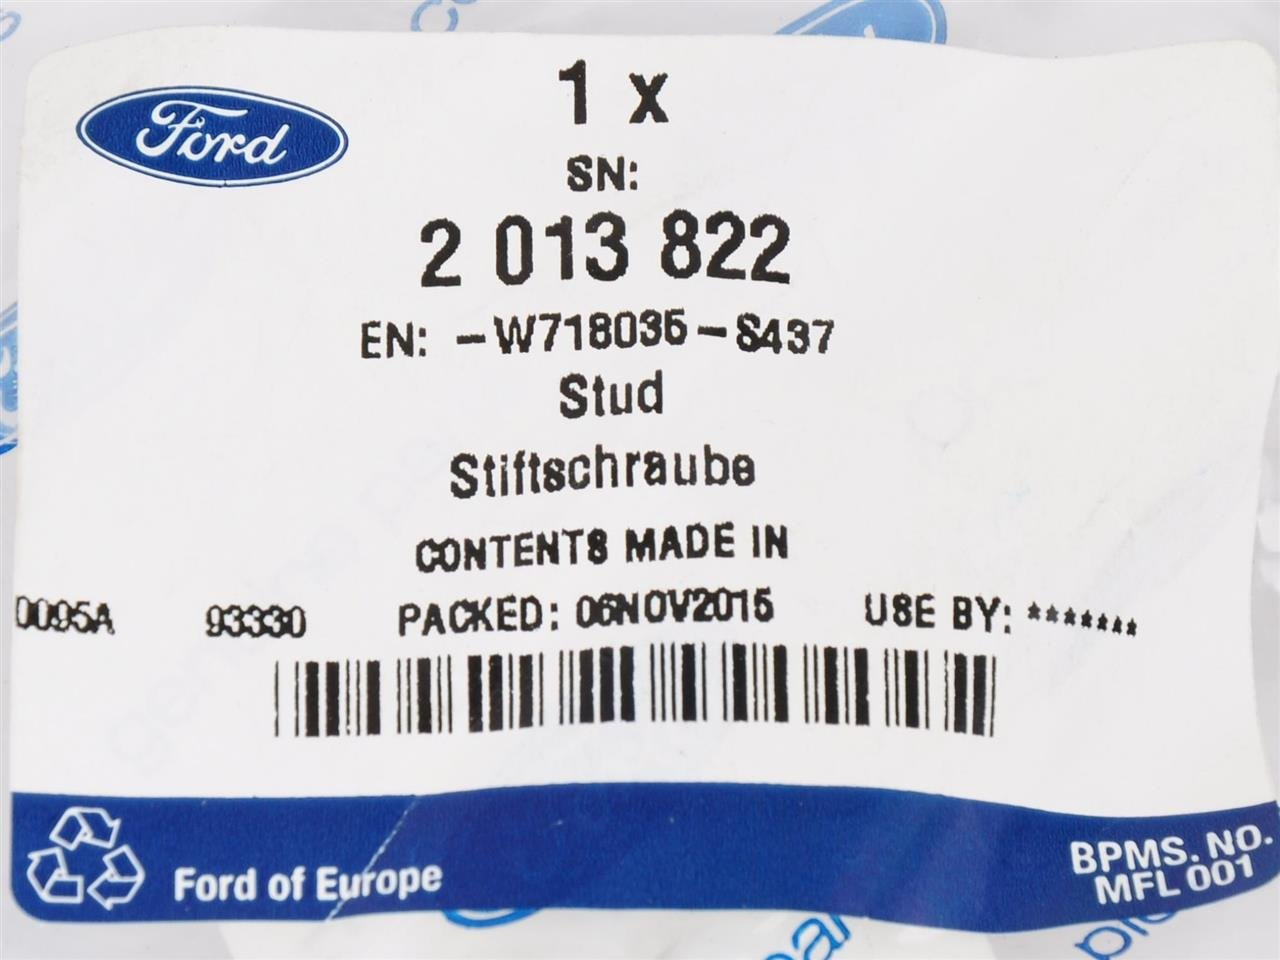 Ford
1 x
SN:
2 013 822
EN: -W718035-S437
Stud
Stiftschraube
CONTENTS MADE IN
0095A 93330 PACKED: 06NOV2015 USE BY: *******
Ford of Europe
BPMS. NO.
MFL 001